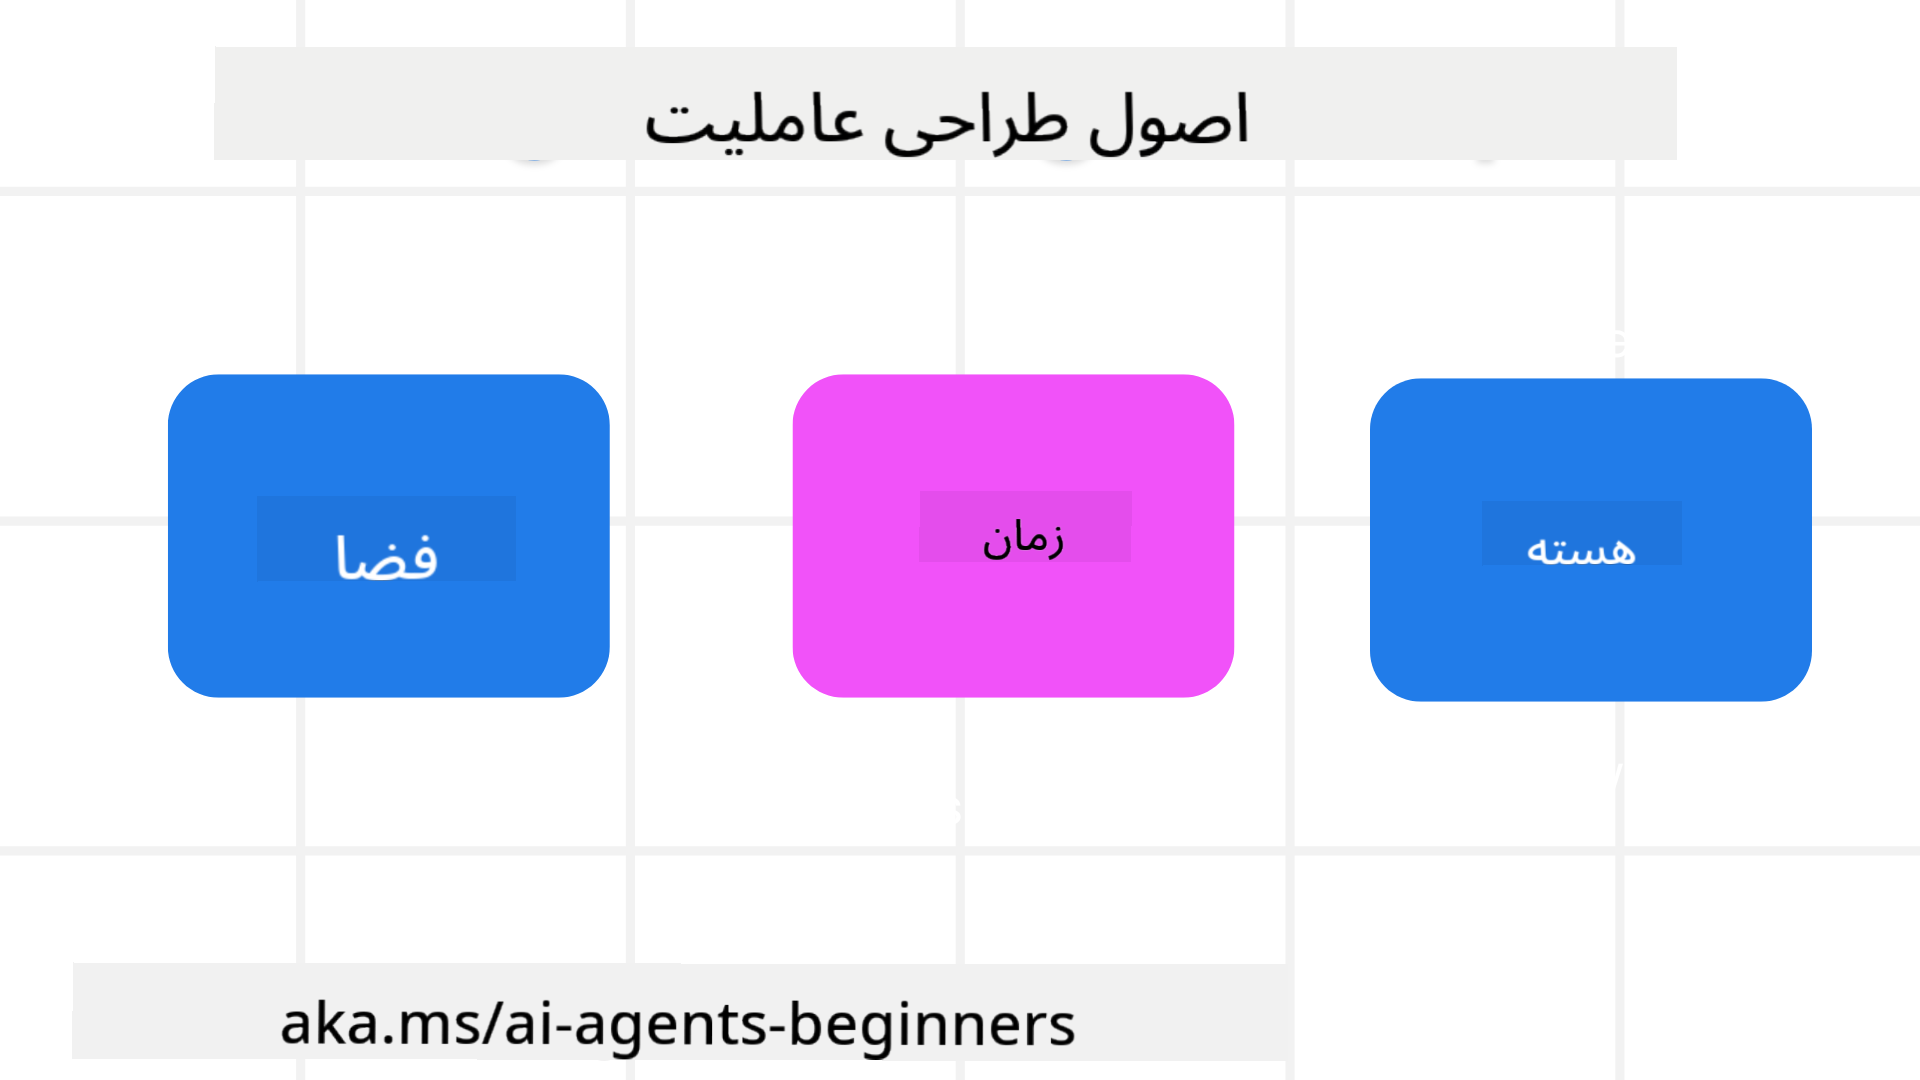 اصول طراحی عاملیت
هسته
زمان
فضا
aka.ms/ai-agents-beginners